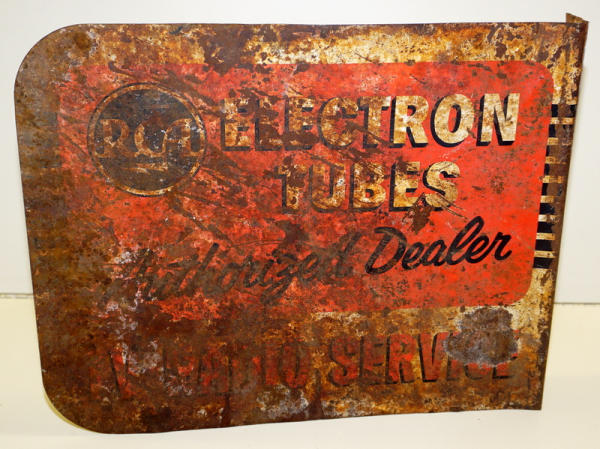 RCA ELECTRON
TUBES
Authorized Dealer
RADIO SERVICE